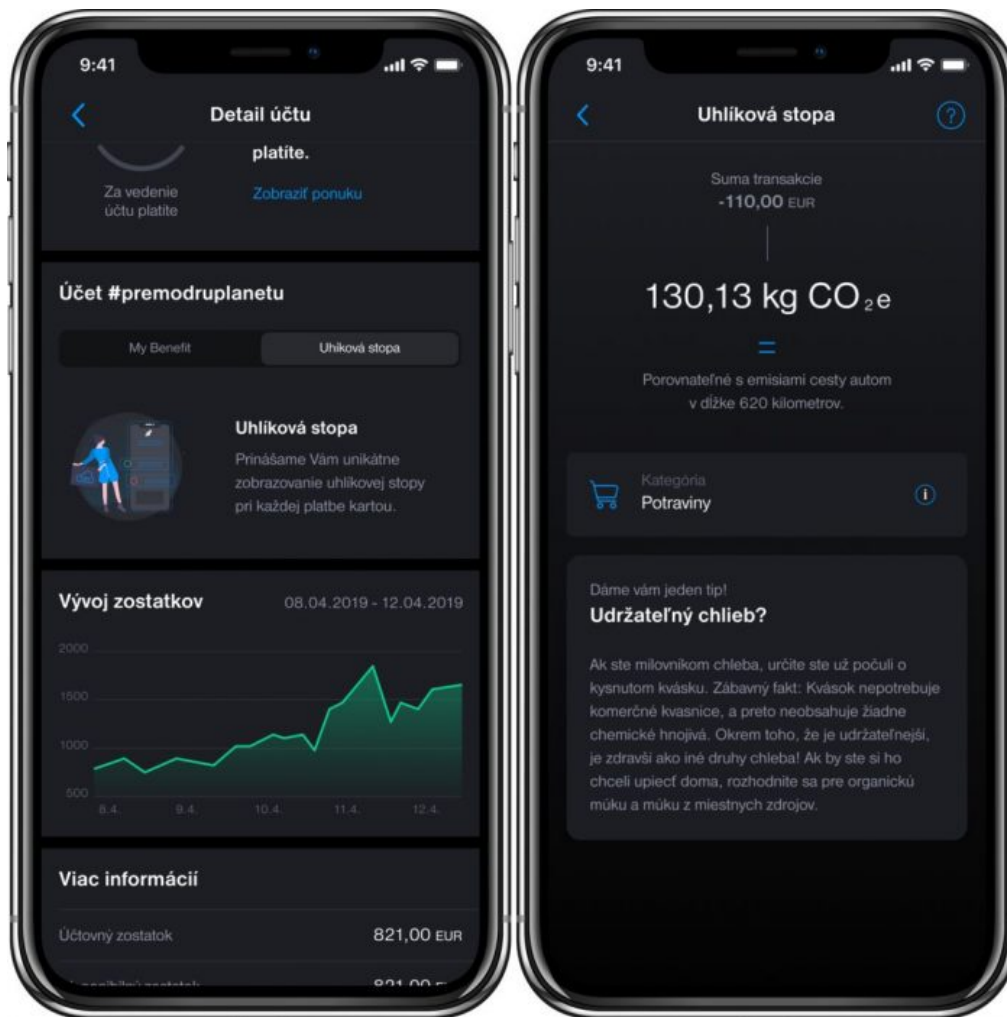 9:41
Detail účtu
platíte.
Za vedenie
účtu platíte
Zobraziť ponuku
Účet #premodruplanetu
My Benefit
Uhlková stopa
Uhlíková stopa
Prinášame Vám unikátne
zobrazovanie uhlíkovej stopy
pri každej platbe kartou.
Vývoj zostatkov
08.04.2019 - 12.04.2019
2000
1500
1000
500
8.4. 9.4. 10.4. 11.4. 12.4.
Viac informácií
Účtovný zostatok
821,00 EUR
9:41
Uhlíková stopa
?
Suma transakcie
-110,00 EUR
130,13 kg CO₂e
=
Porovnateľné s emisiami cesty autom
v dĺžke 620 kilometrov.
Kategória
Potraviny
i
Dáme vám jeden tip!
Udržateľný chlieb?
Ak ste milovníkom chleba, určite ste už počuli o
kysnutom kvásku. Zábavný fakt: Kvások nepotrebuje
komerčné kvasnice, a preto neobsahuje žiadne
chemické hnojivá. Okrem toho, že je udržateľnejší,
je zdravší ako iné druhy chleba! Ak by ste si ho
chceli upiecť doma, rozhodnite sa pre organickú
múku a múku z miestnych zdrojov.